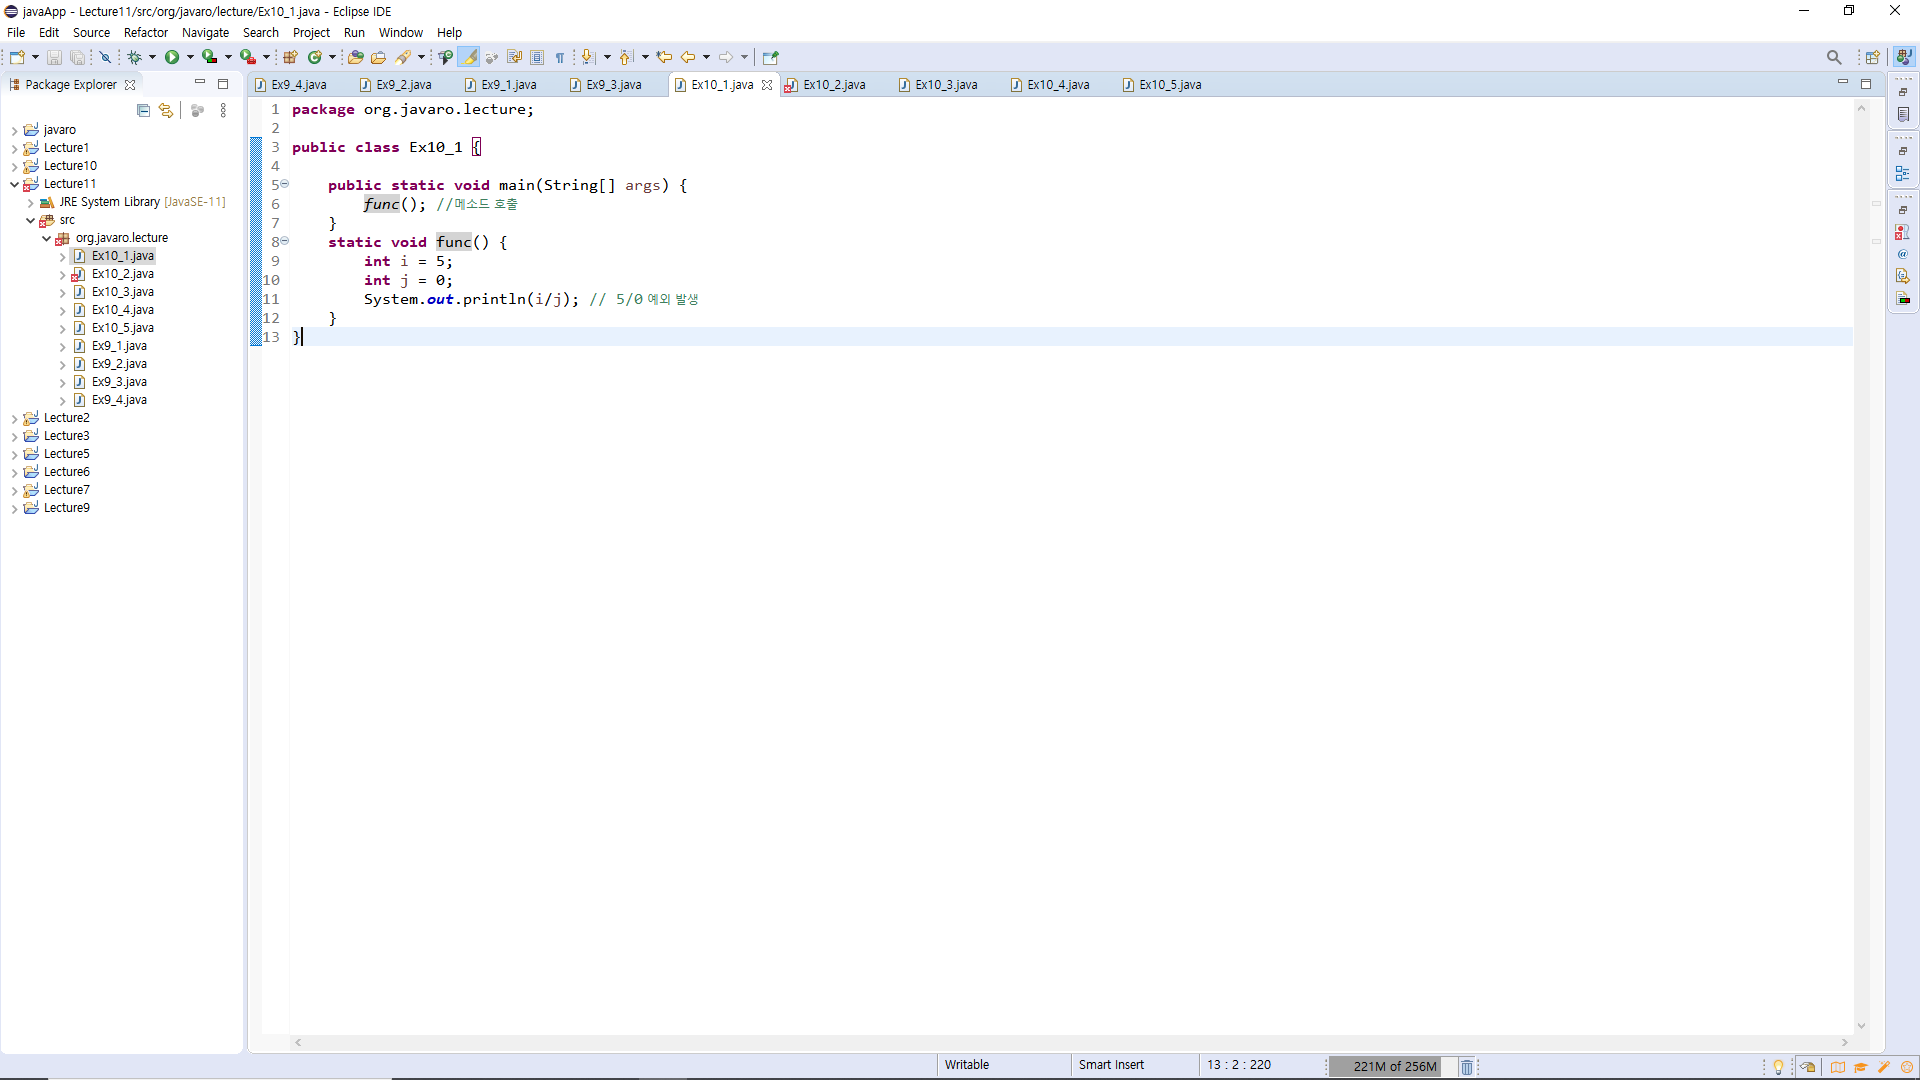 javaApp - Lecture11/src/org/javaro/lecture/Ex10_1.java - Eclipse IDE
File Edit Source Refactor Navigate Search Project Run Window Help
Package Explorer
Ex9_4.java Ex9_2.java Ex9_1.java Ex9_3.java Ex10_1.java Ex10_2.java Ex10_3.java Ex10_4.java Ex10_5.java
javaro
Lecture1
Lecture10
Lecture11
JRE System Library [JavaSE-11]
src
org.javaro.lecture
Ex10_1.java
Ex10_2.java
Ex10_3.java
Ex10_4.java
Ex10_5.java
Ex9_1.java
Ex9_2.java
Ex9_3.java
Ex9_4.java
Lecture2
Lecture3
Lecture5
Lecture6
Lecture7
Lecture9
1 package org.javaro.lecture;
2
3 public class Ex10_1 {
4
5 public static void main(String[] args) {
6 func(); //메소드 호출
7 }
8 static void func() {
9 int i = 5;
10 int j = 0;
11 System.out.println(i/j); // 5/0 예외 발생
12 }
13 }
Writable Smart Insert 13 : 2 : 220 221M of 256M